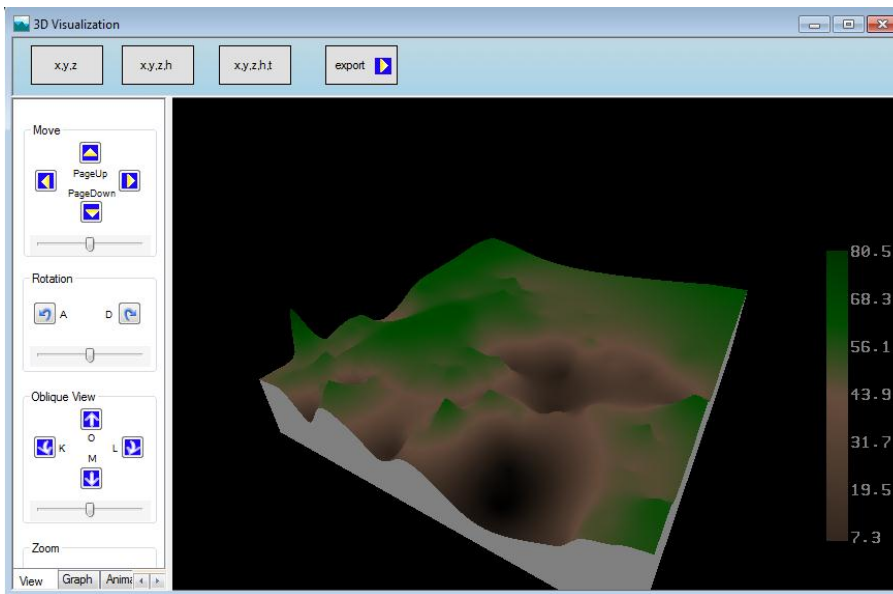 3D Visualization
x,y,z
x,y,z,h
x,y,z,h,t
export
Move
PageUp
PageDown
Rotation
A
D
Oblique View
O
K
L
M
Zoom
View
Graph
80.5
68.3
56.1
43.9
31.7
19.5
7.3